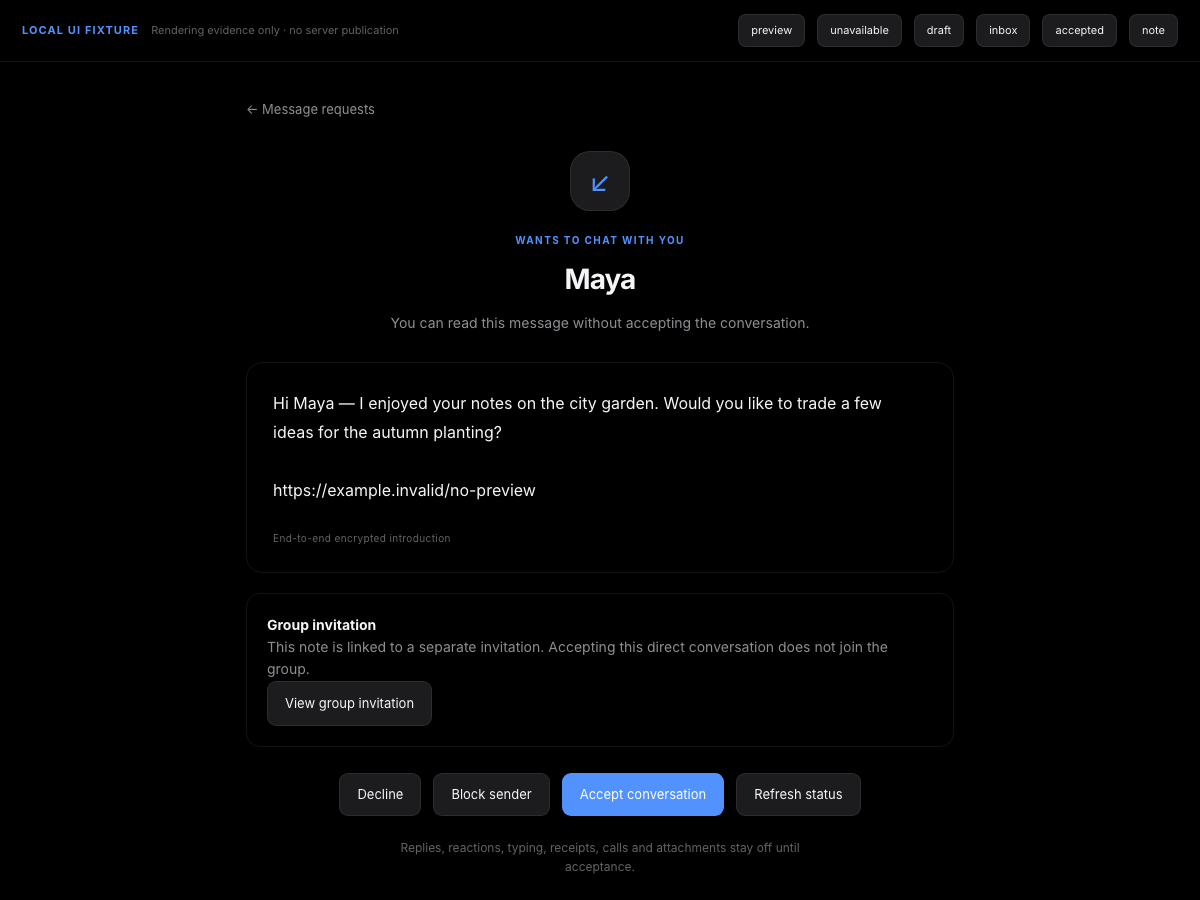 LOCAL UI FIXTURE Rendering evidence only · no server publication preview unavailable draft inbox accepted note
← Message requests
WANTS TO CHAT WITH YOU
Maya
You can read this message without accepting the conversation.
Hi Maya — I enjoyed your notes on the city garden. Would you like to trade a few
ideas for the autumn planting?
https://example.invalid/no-preview
End-to-end encrypted introduction
Group invitation
This note is linked to a separate invitation. Accepting this direct conversation does not join the
group.
View group invitation
Decline Block sender Accept conversation Refresh status
Replies, reactions, typing, receipts, calls and attachments stay off until
acceptance.